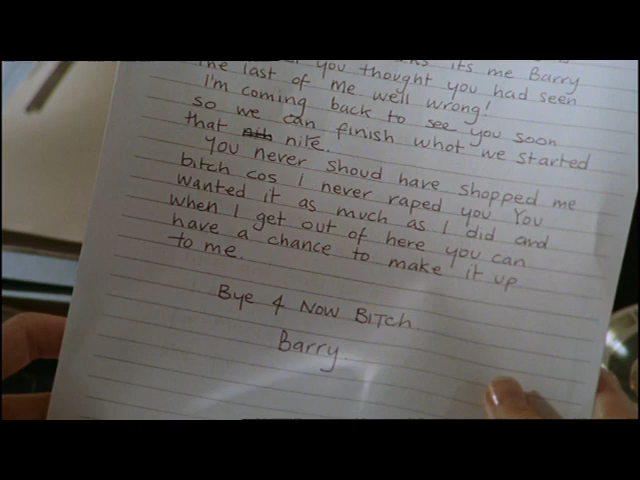 its me Barry
you thought you had seen
the last of me well wrong!
I'm coming back to see you soon
so we can finish what we started
that nite.
You never shoud have shopped me
bitch cos i never raped you. You
wanted it as much as I did and
when I get out of here you can
have a chance to make it up
to me.
Bye 4 Now BITCh
Barry.